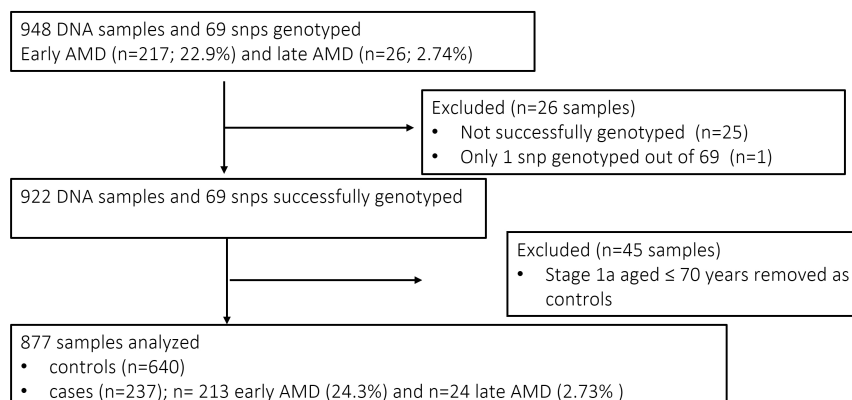 948 DNA samples and 69 snps genotyped
Early AMD (n=217; 22.9%) and late AMD (n=26; 2.74%)
Excluded (n=26 samples)
• Not successfully genotyped (n=25)
• Only 1 snp genotyped out of 69 (n=1)
922 DNA samples and 69 snps successfully genotyped
Excluded (n=45 samples)
• Stage 1a aged ≤ 70 years removed as
controls
877 samples analyzed
• controls (n=640)
• cases (n=237); n= 213 early AMD (24.3%) and n=24 late AMD (2.73% )